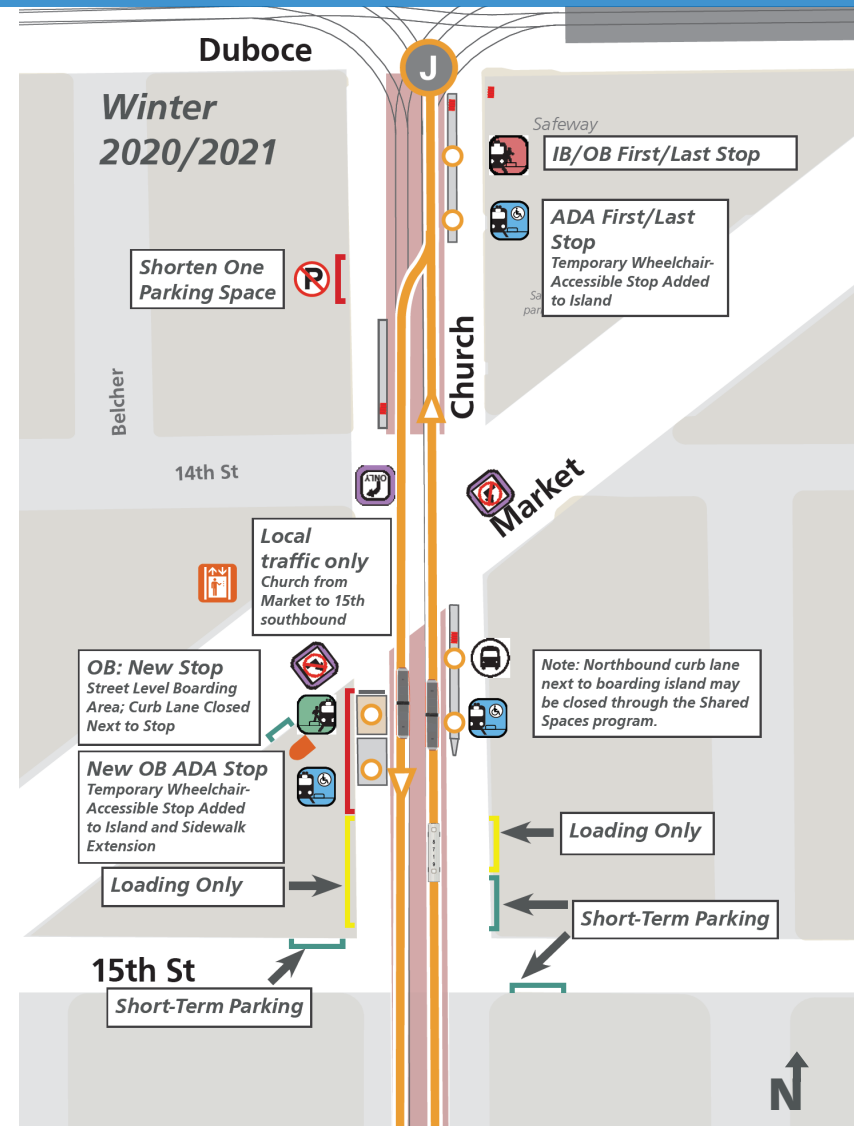 Duboce
J
Winter
2020/2021
Safeway
IB/OB First/Last Stop
ADA First/Last
Stop
Temporary Wheelchair-
Accessible Stop Added
to Island
Shorten One
Parking Space
P
Church
Belcher
14th St
ONLY
Market
Local
traffic only
Church from
Market to 15th
southbound
OB: New Stop
Street Level Boarding
Area; Curb Lane Closed
Next to Stop
Note: Northbound curb lane
next to boarding island may
be closed through the Shared
Spaces program.
New OB ADA Stop
Temporary Wheelchair-
Accessible Stop Added
to Island and Sidewalk
Extension
Loading Only
Loading Only
Short-Term Parking
15th St
Short-Term Parking
N